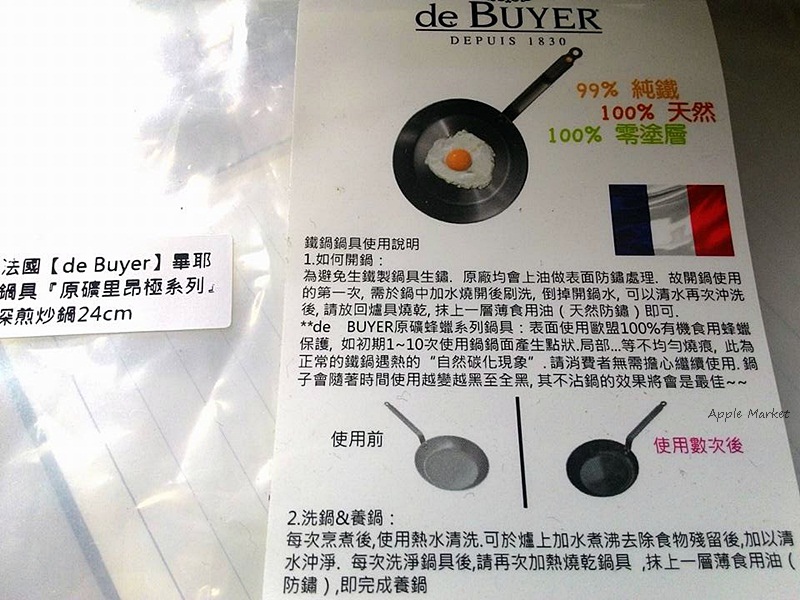 de BUYER
DEPUIS 1830
99% 純鐵
100% 天然
100% 零塗層
法國【de Buyer】畢耶
鍋具『原礦里昂極系列』
深煎炒鍋24cm
鐵鍋鍋具使用說明
1.如何開鍋：
為避免生鐵製鍋具生鏽. 原廠均會上油做表面防鏽處理. 故開鍋使用
的第一次, 需於鍋中加水燒開後刷洗, 倒掉開鍋水, 可以清水再次沖洗
後, 請放回爐具燒乾, 抹上一層薄食用油（天然防鏽）即可.
**de BUYER原礦蜂蠟系列鍋具：表面使用歐盟100%有機食用蜂蠟
保護, 如初期1~10次使用鍋鍋面產生點狀.局部...等不均勻燒痕, 此為
正常的鐵鍋遇熱的“自然碳化現象”. 請消費者無需擔心繼續使用. 鍋
子會隨著時間使用越變越黑至全黑, 其不沾鍋的效果將會是最佳~~
Apple Market
使用前
使用數次後
2.洗鍋&養鍋：
每次烹煮後,使用熱水清洗.可於爐上加水煮沸去除食物殘留後,加以清
水沖淨. 每次洗淨鍋具後,請再次加熱燒乾鍋具 ,抹上一層薄食用油（
防鏽）,即完成養鍋